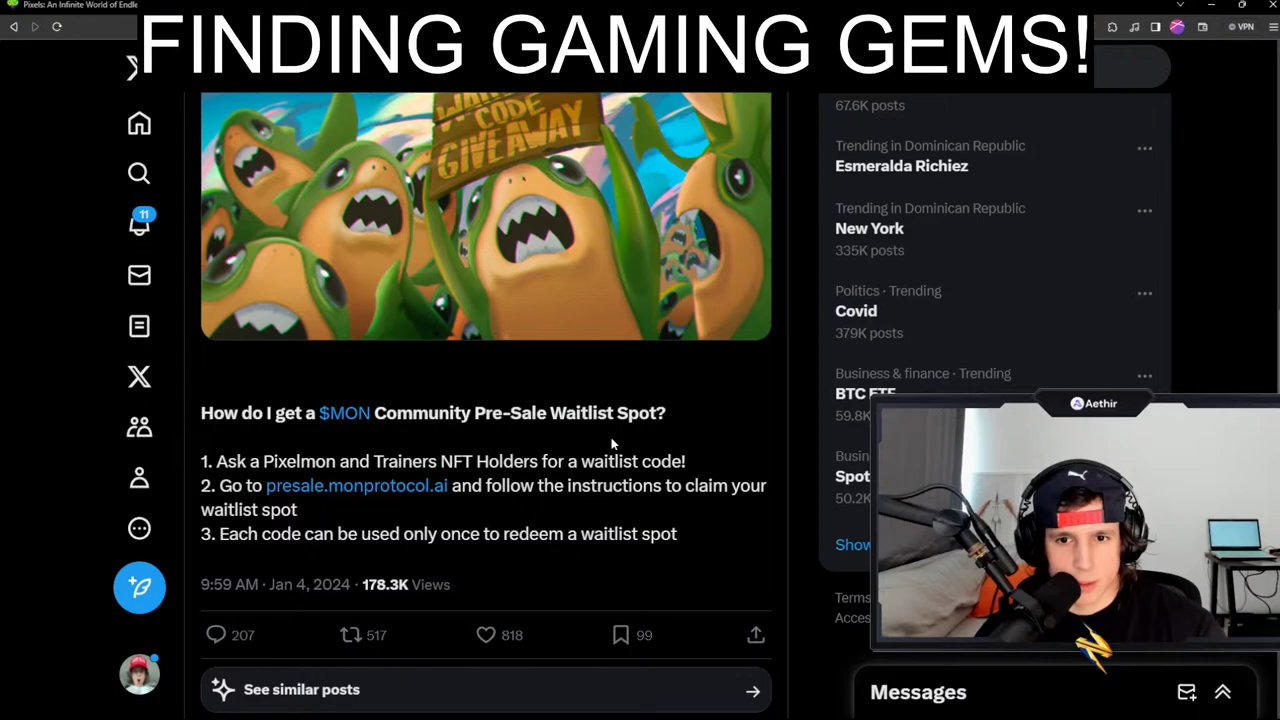 Pixels: An Infinite World of Endle
FINDING GAMING GEMS!
VPN
CODE
GIVEAWAY
67.6K posts
Trending in Dominican Republic
Esmeralda Richiez
Trending in Dominican Republic
New York
335K posts
Politics · Trending
Covid
379K posts
Business & finance · Trending
BTC ETF
59.8K
Aethir
Busin
Spot
50.2K
Show
Terms
Acces
11
How do I get a $MON Community Pre-Sale Waitlist Spot?
1. Ask a Pixelmon and Trainers NFT Holders for a waitlist code!
2. Go to presale.monprotocol.ai and follow the instructions to claim your
waitlist spot
3. Each code can be used only once to redeem a waitlist spot
9:59 AM · Jan 4, 2024 · 178.3K Views
207 517 818 99
See similar posts
Messages